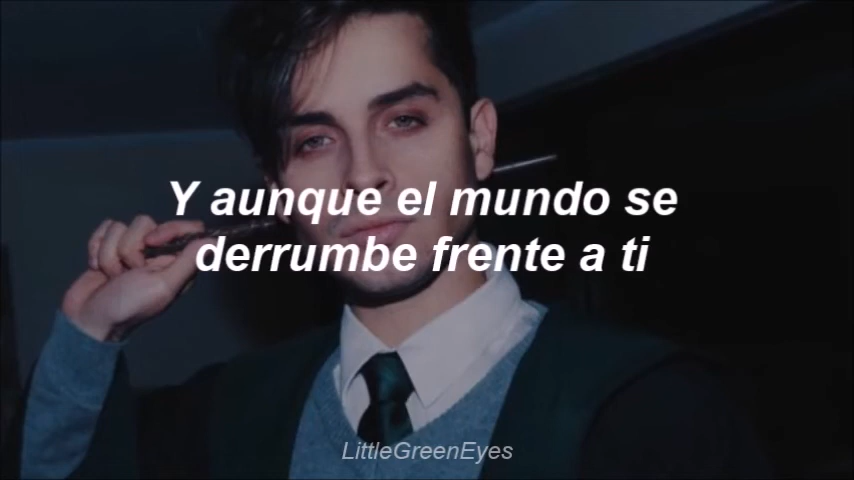 Y aunque el mundo se
derrumbe frente a ti
LittleGreenEyes